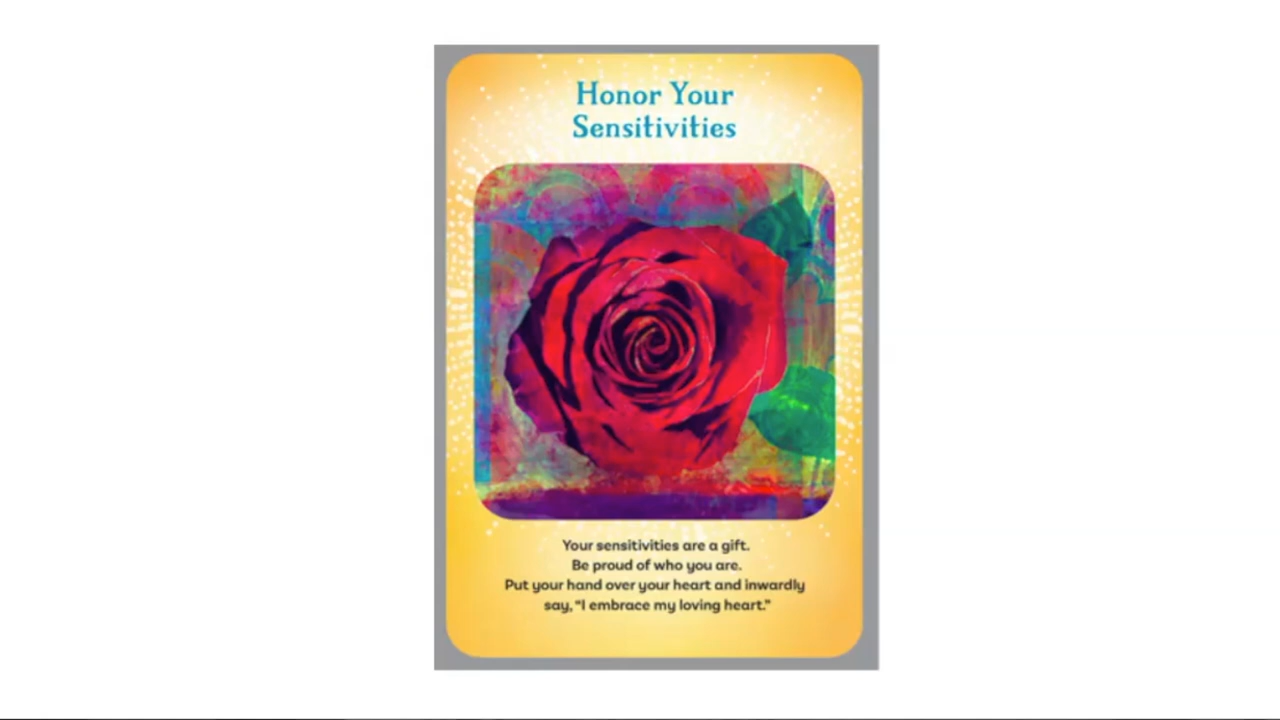 Honor Your
Sensitivities
Your sensitivities are a gift.
Be proud of who you are.
Put your hand over your heart and inwardly
say, “I embrace my loving heart.”